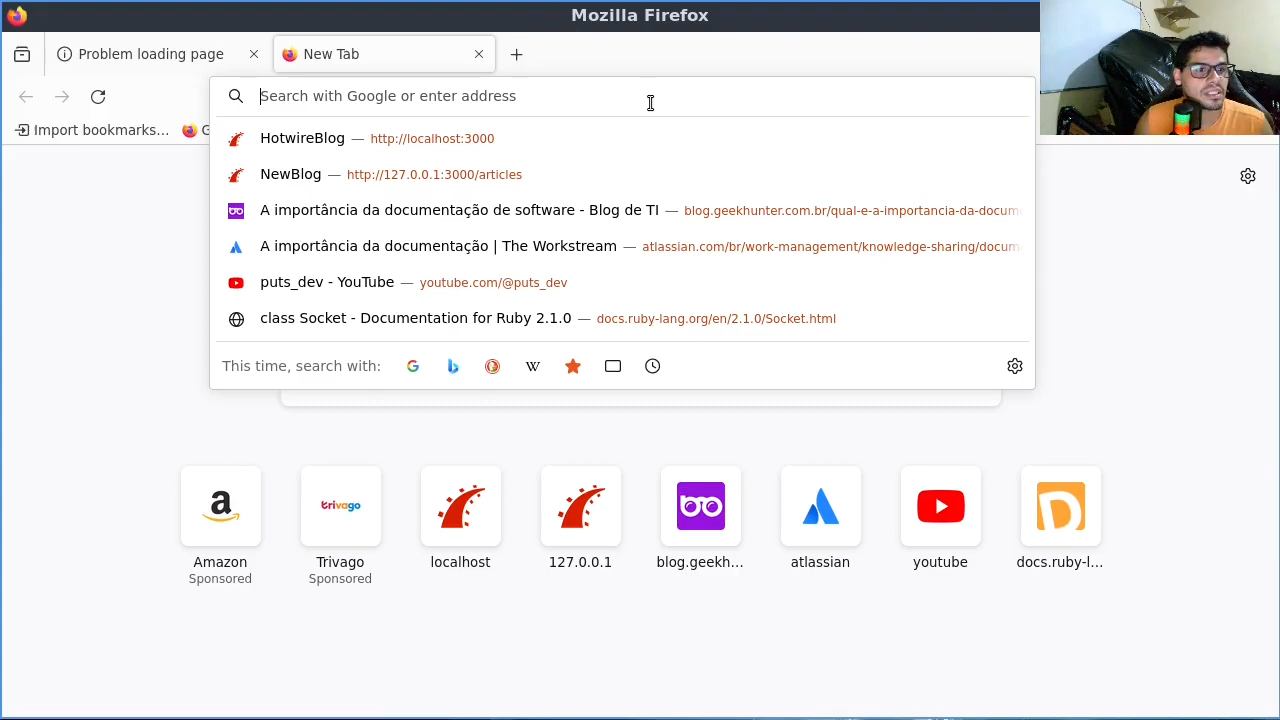 Mozilla Firefox
Problem loading page
New Tab
Search with Google or enter address
Import bookmarks...
G
HotwireBlog — http://localhost:3000
NewBlog — http://127.0.0.1:3000/articles
A importância da documentação de software - Blog de TI — blog.geekhunter.com.br/qual-e-a-importancia-da-docum
A importância da documentação | The Workstream — atlassian.com/br/work-management/knowledge-sharing/docum
puts_dev - YouTube — youtube.com/@puts_dev
class Socket - Documentation for Ruby 2.1.0 — docs.ruby-lang.org/en/2.1.0/Socket.html
This time, search with:
Amazon
Sponsored
trivago
Trivago
Sponsored
localhost
127.0.0.1
blog.geekh...
atlassian
youtube
docs.ruby-l...